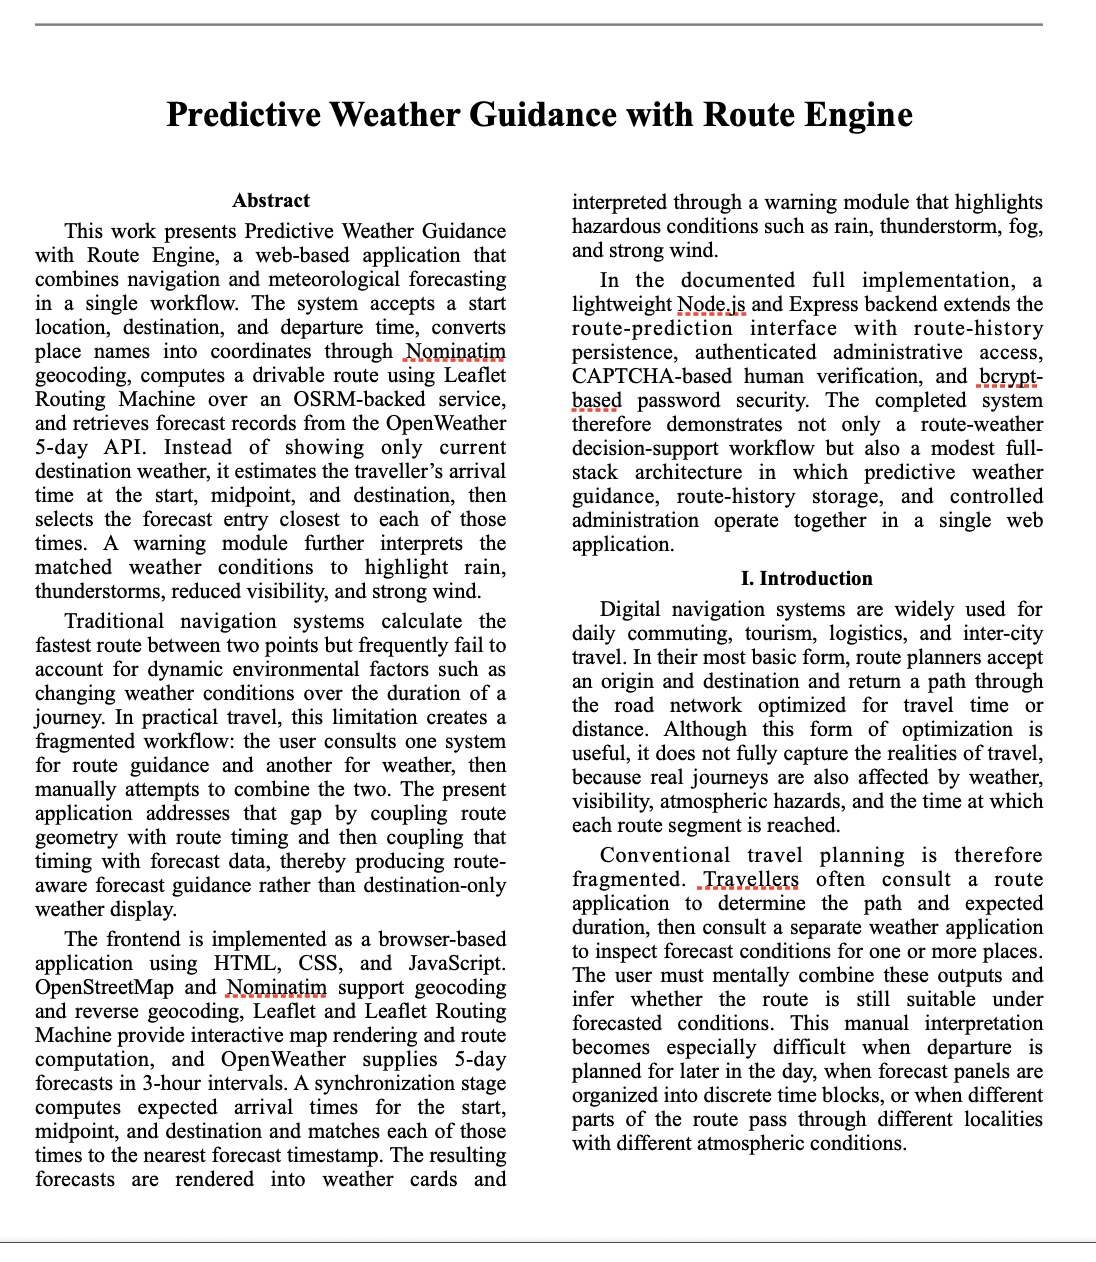 Predictive Weather Guidance with Route Engine
Abstract
This work presents Predictive Weather Guidance
with Route Engine, a web-based application that
combines navigation and meteorological forecasting
in a single workflow. The system accepts a start
location, destination, and departure time, converts
place names into coordinates through Nominatim
geocoding, computes a drivable route using Leaflet
Routing Machine over an OSRM-backed service,
and retrieves forecast records from the OpenWeather
5-day API. Instead of showing only current
destination weather, it estimates the traveller’s arrival
time at the start, midpoint, and destination, then
selects the forecast entry closest to each of those
times. A warning module further interprets the
matched weather conditions to highlight rain,
thunderstorms, reduced visibility, and strong wind.
Traditional navigation systems calculate the
fastest route between two points but frequently fail to
account for dynamic environmental factors such as
changing weather conditions over the duration of a
journey. In practical travel, this limitation creates a
fragmented workflow: the user consults one system
for route guidance and another for weather, then
manually attempts to combine the two. The present
application addresses that gap by coupling route
geometry with route timing and then coupling that
timing with forecast data, thereby producing route-
aware forecast guidance rather than destination-only
weather display.
The frontend is implemented as a browser-based
application using HTML, CSS, and JavaScript.
OpenStreetMap and Nominatim support geocoding
and reverse geocoding, Leaflet and Leaflet Routing
Machine provide interactive map rendering and route
computation, and OpenWeather supplies 5-day
forecasts in 3-hour intervals. A synchronization stage
computes expected arrival times for the start,
midpoint, and destination and matches each of those
times to the nearest forecast timestamp. The resulting
forecasts are rendered into weather cards and
interpreted through a warning module that highlights
hazardous conditions such as rain, thunderstorm, fog,
and strong wind.
In the documented full implementation, a
lightweight Node.js and Express backend extends the
route-prediction interface with route-history
persistence, authenticated administrative access,
CAPTCHA-based human verification, and bcrypt-
based password security. The completed system
therefore demonstrates not only a route-weather
decision-support workflow but also a modest full-
stack architecture in which predictive weather
guidance, route-history storage, and controlled
administration operate together in a single web
application.
I. Introduction
Digital navigation systems are widely used for
daily commuting, tourism, logistics, and inter-city
travel. In their most basic form, route planners accept
an origin and destination and return a path through
the road network optimized for travel time or
distance. Although this form of optimization is
useful, it does not fully capture the realities of travel,
because real journeys are also affected by weather,
visibility, atmospheric hazards, and the time at which
each route segment is reached.
Conventional travel planning is therefore
fragmented. Travellers often consult a route
application to determine the path and expected
duration, then consult a separate weather application
to inspect forecast conditions for one or more places.
The user must mentally combine these outputs and
infer whether the route is still suitable under
forecasted conditions. This manual interpretation
becomes especially difficult when departure is
planned for later in the day, when forecast panels are
organized into discrete time blocks, or when different
parts of the route pass through different localities
with different atmospheric conditions.